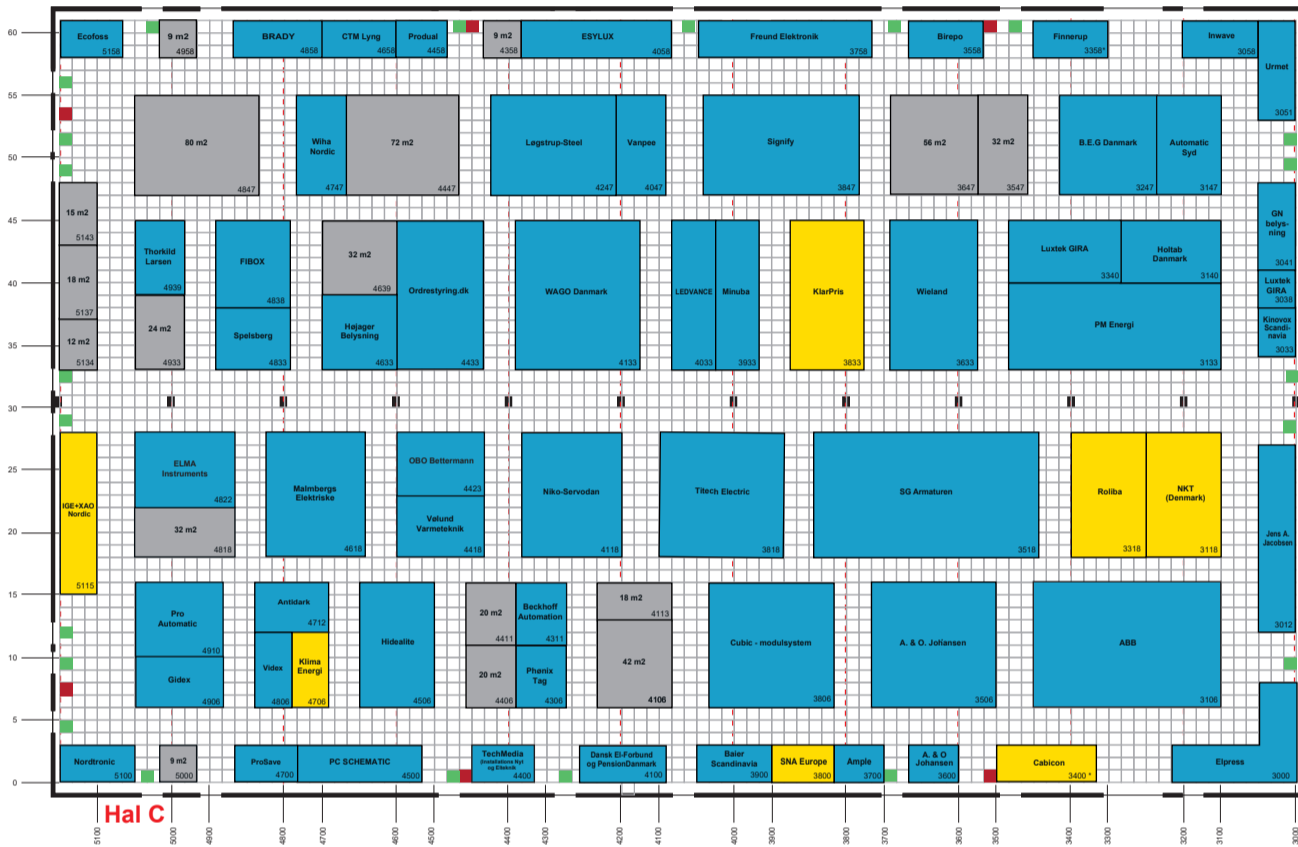 60
Ecofoss
5158
9 m2
4958
BRADY
4858
CTM Lyng
4658
Produal
4458
9 m2
4358
ESYLUX
4058
Freund Elektronik
3758
Birepo
3558
Finnerup
3358*
Inwave
3058
Urmet
3051
55
80 m2
4847
Wiha
Nordic
4747
72 m2
4447
Løgstrup-Steel
4247
Vanpee
4047
Signify
3847
56 m2
3647
32 m2
3547
B.E.G Danmark
3247
Automatic
Syd
3147
50
45
15 m2
5143
18 m2
5137
12 m2
5134
Thorkild
Larsen
4939
24 m2
4933
FIBOX
4838
Spelsberg
4833
32 m2
4639
Højager
Belysning
4633
Ordrestyring.dk
4433
WAGO Danmark
4133
LEDVANCE
4033
Minuba
3933
KlarPris
3833
Wieland
3633
Luxtek GIRA
3340
Holtab
Danmark
3140
PM Energi
3133
GN
belys-
ning
3041
Luxtek
GIRA
3038
Kinovox
Scandi-
navia
3033
40
35
30
25
IGE+XAO
Nordic
5115
ELMA
Instruments
4822
32 m2
4818
Malmbergs
Elektriske
4618
OBO Bettermann
4423
Vølund
Varmeteknik
4418
Niko-Servodan
4118
Titech Electric
3818
SG Armaturen
3518
Roliba
3318
NKT
(Denmark)
3118
Jens A.
Jacobsen
3012
20
15
Pro
Automatic
4910
Gidex
4906
Antidark
4712
Videx
4806
Klima
Energi
4706
Hidealite
4506
20 m2
4411
Beckhoff
Automation
4311
20 m2
4406
Phønix
Tag
4306
18 m2
4113
42 m2
4106
Cubic - modulsystem
3806
A. & O. Johansen
3506
ABB
3106
10
5
0
Nordtronic
5100
9 m2
5000
ProSave
4700
PC SCHEMATIC
4500
TechMedia
(Installations Nyt
og Elteknik
4400
Dansk El-Forbund
og PensionDanmark
4100
Baier
Scandinavia
3900
SNA Europe
3800
Ample
3700
A. & O
Johansen
3600
Cabicon
3400 *
Elpress
3000
Hal C
5100
5000
4900
4800
4700
4600
4500
4400
4300
4200
4100
4000
3900
3800
3700
3600
3500
3400
3300
3200
3100
3000